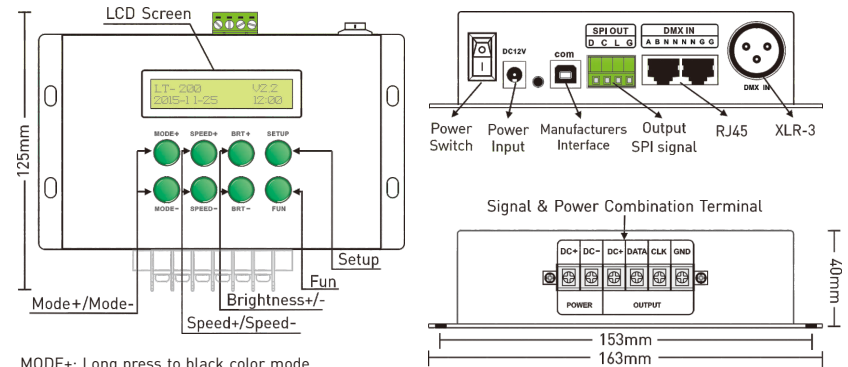 LCD Screen
LT-200 V2.2
2015-11-25 12:00
MODE+ SPEED+ BRT+ SETUP
MODE- SPEED- BRT- FUN
125mm
Setup
Fun
Mode+/Mode-
Brightness+/-
Speed+/Speed-
MODE+: Long press to black color mode
SPI OUT DMX IN
D C L G A B N N N N G G
DC12V com
DMX IN
Power Switch
Power Input
Manufacturers Interface
Output SPI signal
RJ45
XLR-3
Signal & Power Combination Terminal
DC+ DC- DC+ DATA CLK GND
POWER OUTPUT
40mm
153mm
163mm